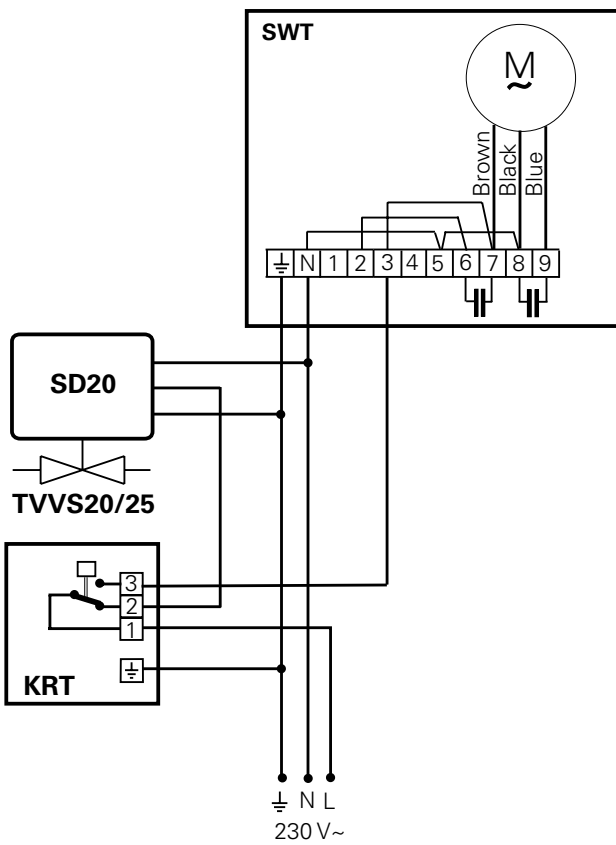 SWT
M
~
Brown
Black
Blue
N 1 2 3 4 5 6 7 8 9
SD20
TVVS20/25
3
2
1
KRT
N L
230 V~